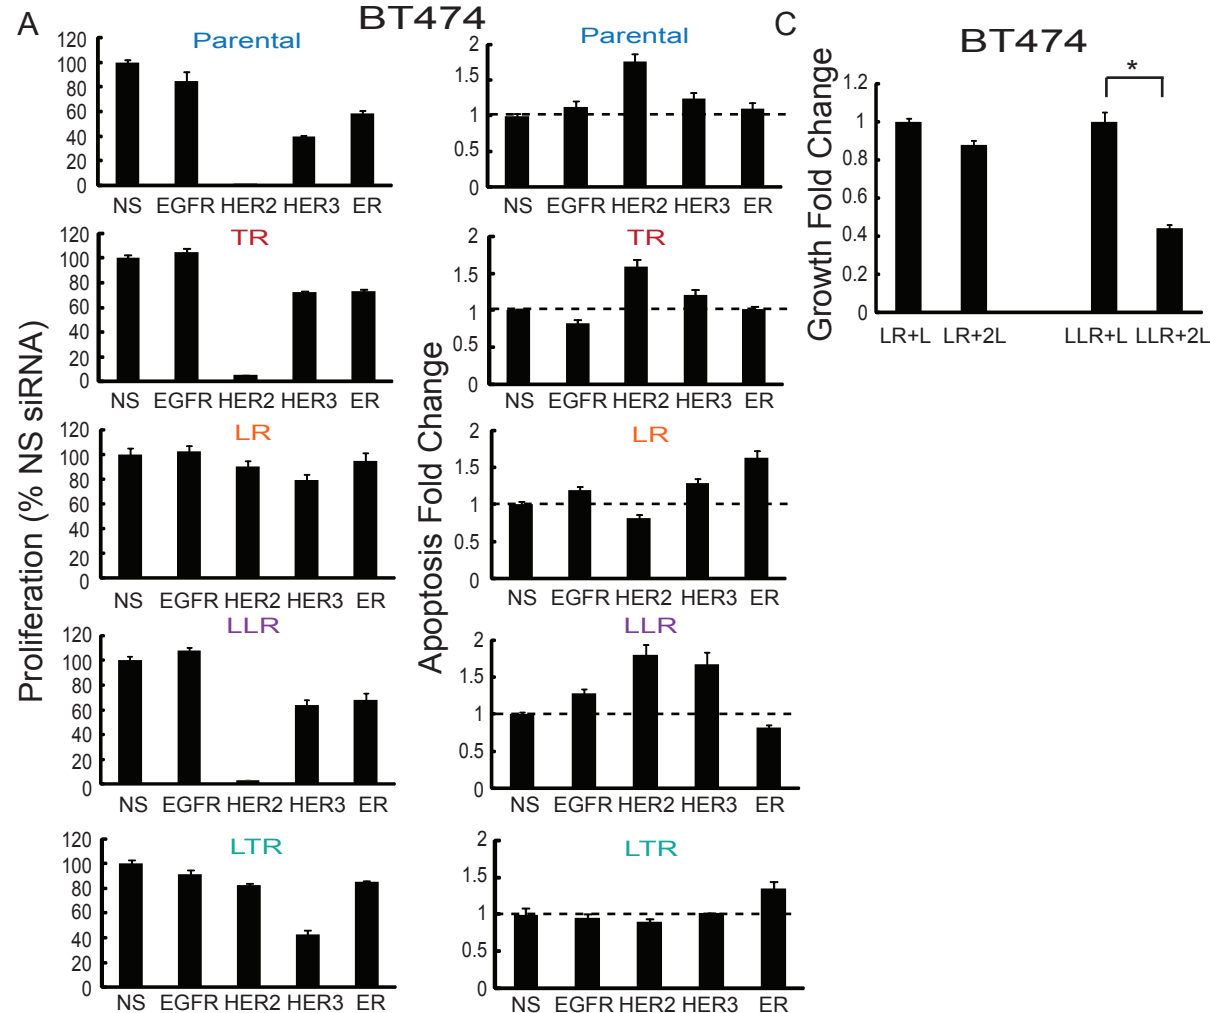 A
BT474
C
Proliferation (% NS siRNA)
Parental
120
100
80
60
40
20
0
NS EGFR HER2 HER3 ER
TR
120
100
80
60
40
20
0
NS EGFR HER2 HER3 ER
LR
120
100
80
60
40
20
0
NS EGFR HER2 HER3 ER
LLR
120
100
80
60
40
20
0
NS EGFR HER2 HER3 ER
LTR
120
100
80
60
40
20
0
NS EGFR HER2 HER3 ER
Apoptosis Fold Change
Parental
2
1.5
1
0.5
0
NS EGFR HER2 HER3 ER
TR
2
1.5
1
0.5
0
NS EGFR HER2 HER3 ER
LR
2
1.5
1
0.5
0
NS EGFR HER2 HER3 ER
LLR
2
1.5
1
0.5
0
NS EGFR HER2 HER3 ER
LTR
2
1.5
1
0.5
0
NS EGFR HER2 HER3 ER
BT474
Growth Fold Change
1.2
1
0.8
0.6
0.4
0.2
0
*
LR+L LR+2L LLR+L LLR+2L